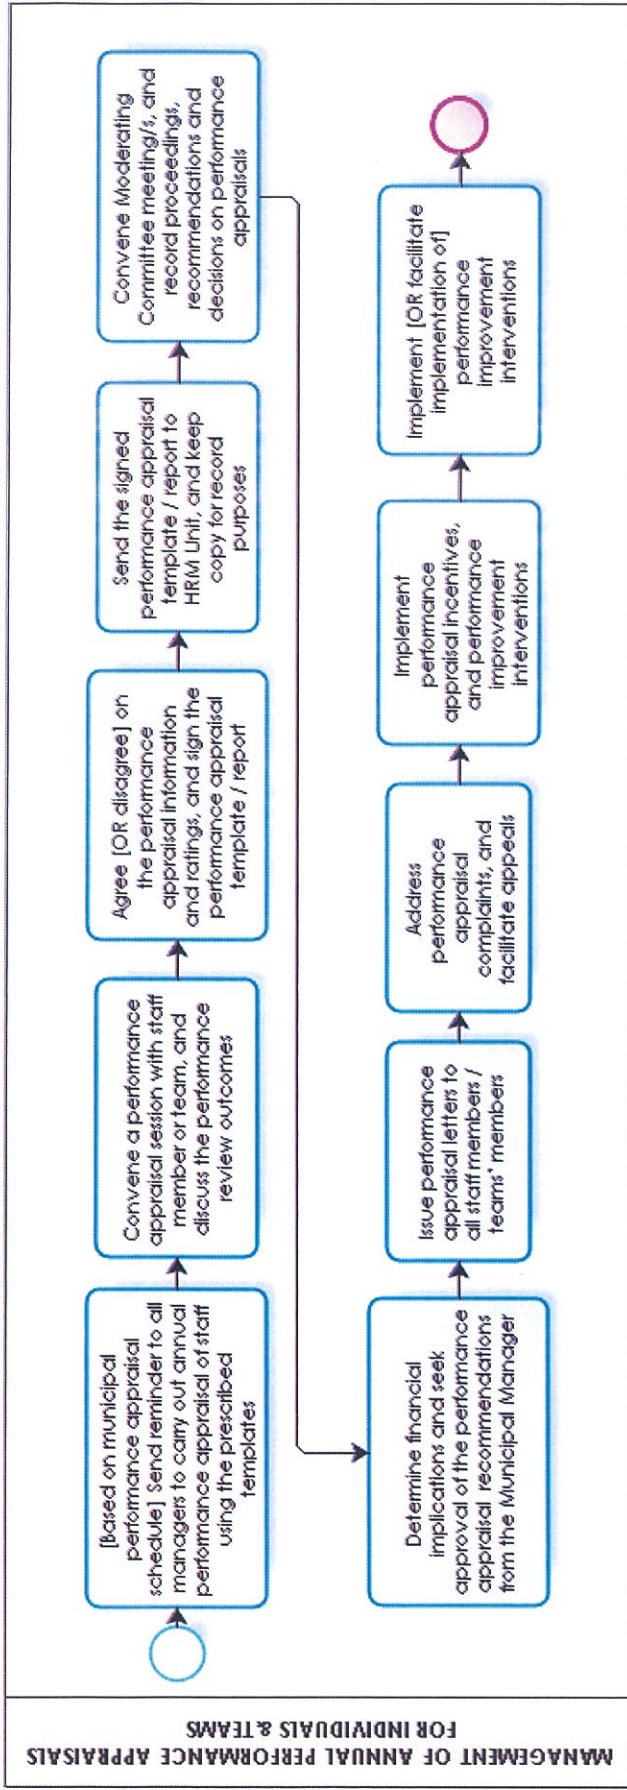 MANAGEMENT OF ANNUAL PERFORMANCE APPRAISALS
FOR INDIVIDUALS & TEAMS
[Based on municipal
performance appraisal
schedule] Send reminder to all
managers to carry out annual
performance appraisal of staff
using the prescribed
templates
Convene a performance
appraisal session with staff
member or team, and
discuss the performance
review outcomes
Agree [OR disagree] on
the performance
appraisal information
and ratings, and sign the
performance appraisal
template / report
Send the signed
performance appraisal
template / report to
HRM Unit, and keep
copy for record
purposes
Convene Moderating
Committee meeting/s, and
record proceedings,
recommendations and
decisions on performance
appraisals
Determine financial
implications and seek
approval of the performance
appraisal recommendations
from the Municipal Manager
Issue performance
appraisal letters to
all staff members /
teams' members
Address
performance
appraisal
complaints, and
facilitate appeals
Implement
performance
appraisal incentives,
and performance
improvement
interventions
Implement [OR facilitate
implementation of]
performance
improvement
interventions